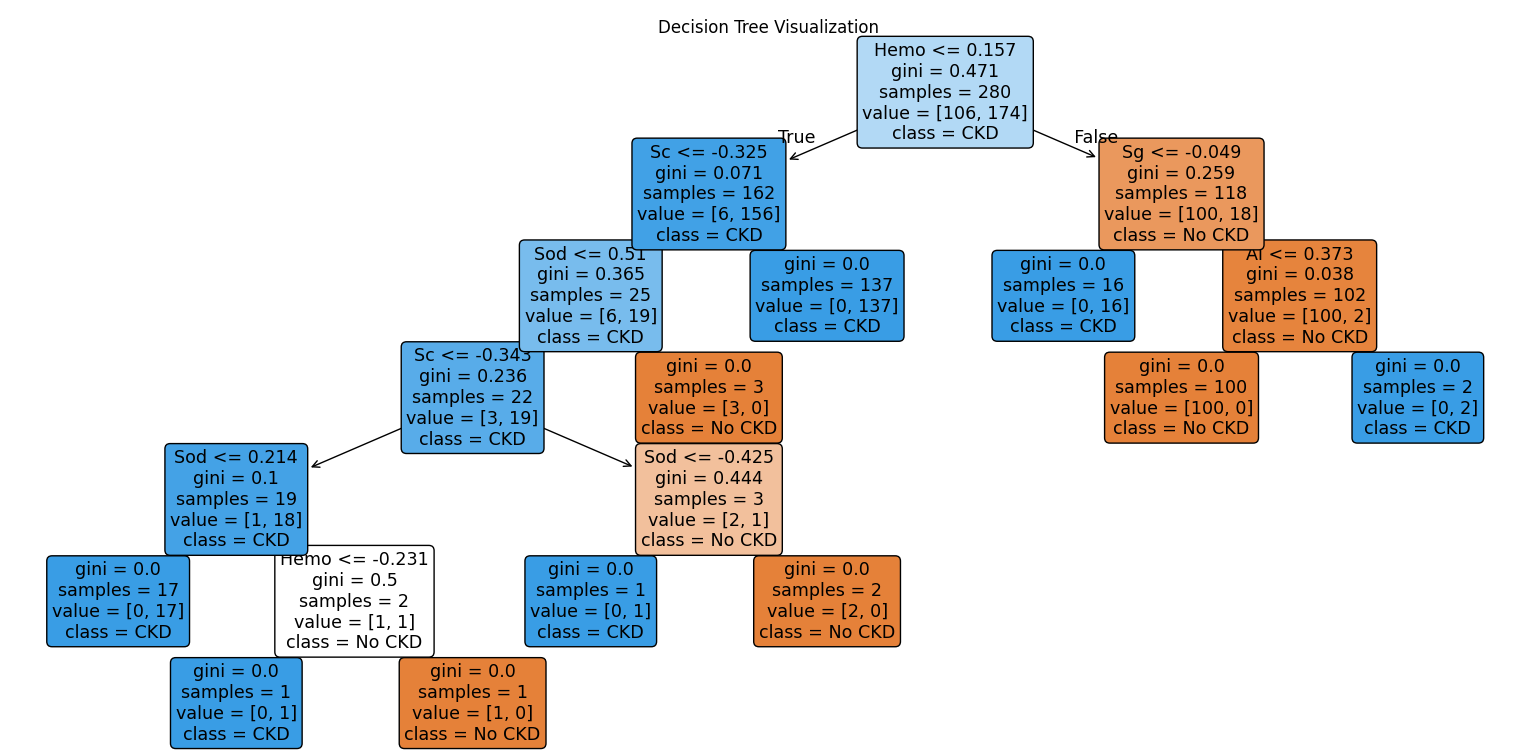 Decision Tree Visualization
Hemo <= 0.157
gini = 0.471
samples = 280
value = [106, 174]
class = CKD
True
False
Sc <= -0.325
gini = 0.071
samples = 162
value = [6, 156]
class = CKD
Sg <= -0.049
gini = 0.259
samples = 118
value = [100, 18]
class = No CKD
Sod <= 0.51
gini = 0.365
samples = 25
value = [6, 19]
class = CKD
gini = 0.0
samples = 137
value = [0, 137]
class = CKD
gini = 0.0
samples = 16
value = [0, 16]
class = CKD
Al <= 0.373
gini = 0.038
samples = 102
value = [100, 2]
class = No CKD
Sc <= -0.343
gini = 0.236
samples = 22
value = [3, 19]
class = CKD
gini = 0.0
samples = 3
value = [3, 0]
class = No CKD
gini = 0.0
samples = 100
value = [100, 0]
class = No CKD
gini = 0.0
samples = 2
value = [0, 2]
class = CKD
Sod <= 0.214
gini = 0.1
samples = 19
value = [1, 18]
class = CKD
Sod <= -0.425
gini = 0.444
samples = 3
value = [2, 1]
class = No CKD
gini = 0.0
samples = 17
value = [0, 17]
class = CKD
Hemo <= -0.231
gini = 0.5
samples = 2
value = [1, 1]
class = No CKD
gini = 0.0
samples = 1
value = [0, 1]
class = CKD
gini = 0.0
samples = 2
value = [2, 0]
class = No CKD
gini = 0.0
samples = 1
value = [0, 1]
class = CKD
gini = 0.0
samples = 1
value = [1, 0]
class = No CKD